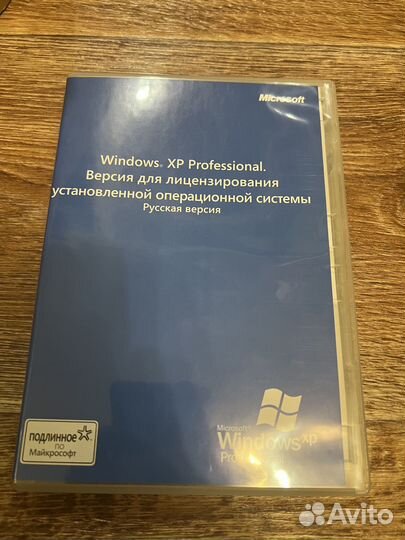 Microsoft
Windows® XP Professional.
Версия для лицензирования
установленной операционной системы
Русская версия
Microsoft
Windows xp
Pro
ПОДЛИННОЕ
ПО
Майкрософт
Avito